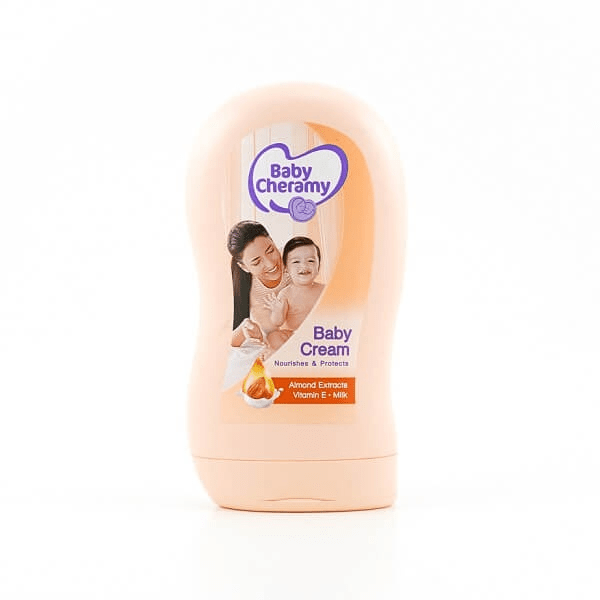 Baby
Cheramy
Baby
Cream
Nourishes & Protects
Almond Extracts
Vitamin E • Milk